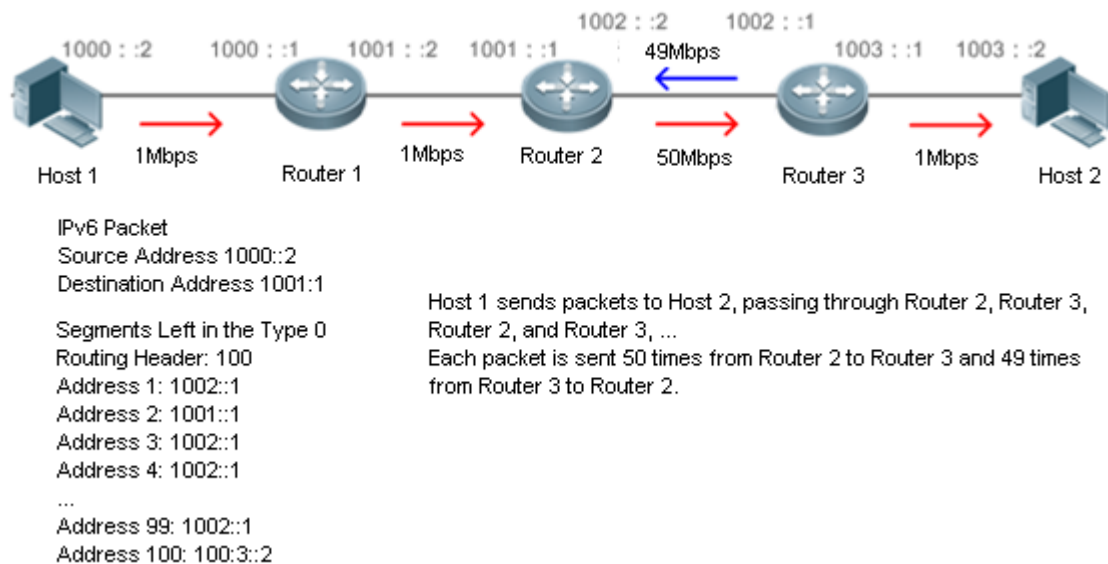 1002 : ::2
1002 : ::1
1000 : ::2
1000 : ::1
1001 : ::2
1001 : ::1
49Mbps
1003 : ::1
1003 : ::2
1Mbps
1Mbps
50Mbps
1Mbps
Host 1
Router 1
Router 2
Router 3
Host 2
IPv6 Packet
Source Address 1000::2
Destination Address 1001:1
Segments Left in the Type 0
Routing Header: 100
Address 1: 1002::1
Address 2: 1001::1
Address 3: 1002::1
Address 4: 1002::1
...
Address 99: 1002::1
Address 100: 100:3::2
Host 1 sends packets to Host 2, passing through Router 2, Router 3,
Router 2, and Router 3, ...
Each packet is sent 50 times from Router 2 to Router 3 and 49 times
from Router 3 to Router 2.